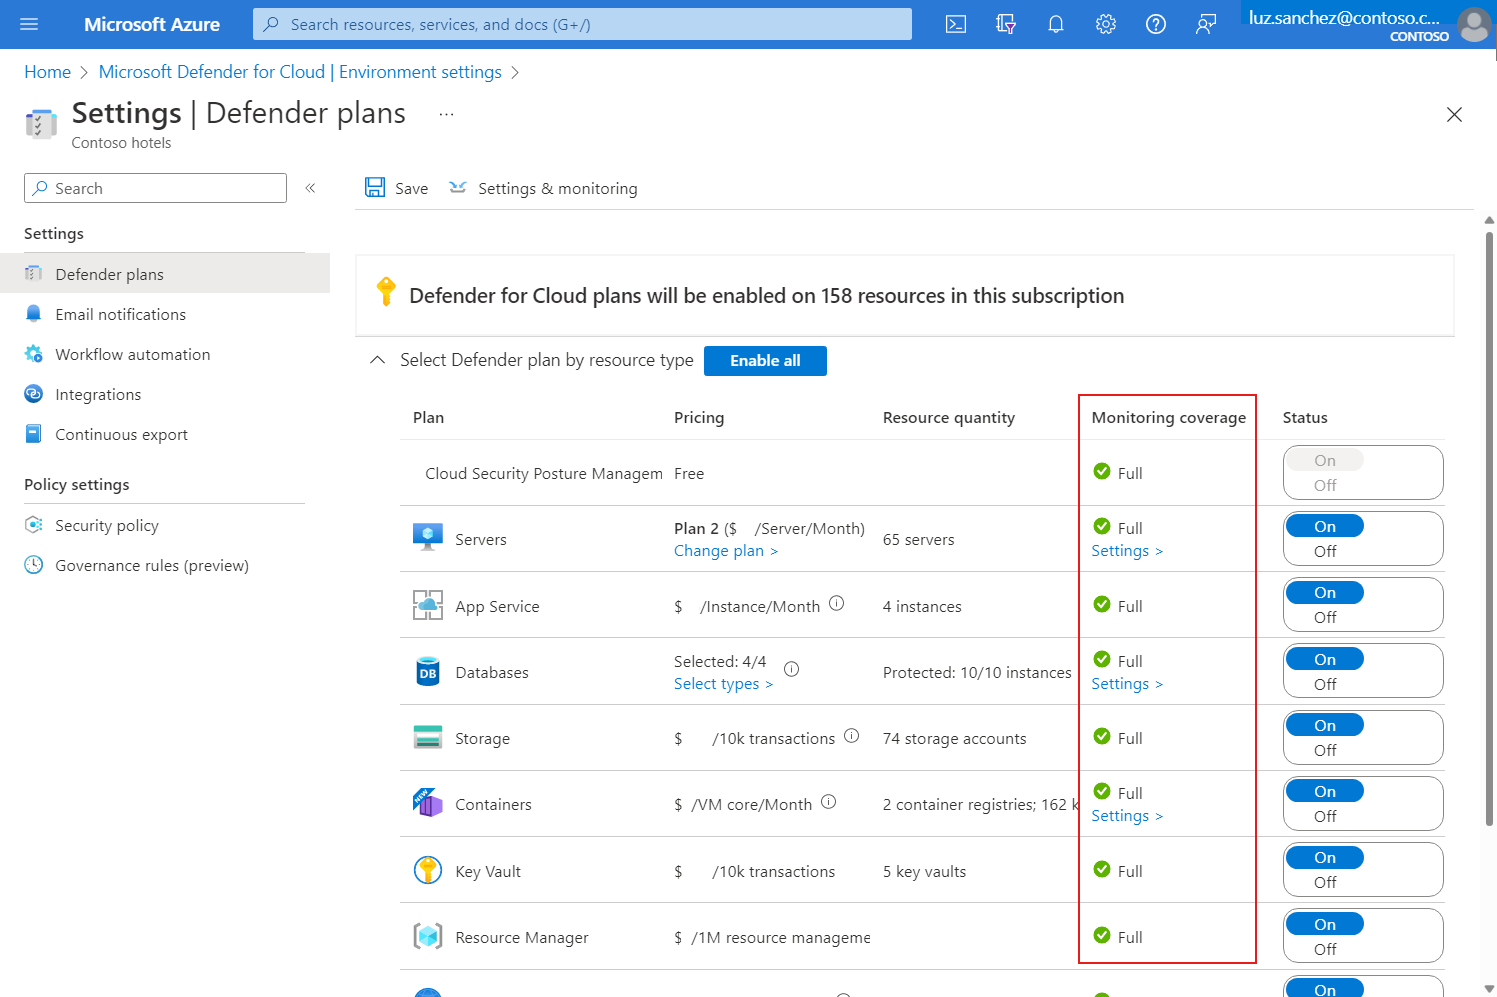 Microsoft Azure
Search resources, services, and docs (G+/)
luz.sanchez@contoso.c...
CONTOSO
Home > Microsoft Defender for Cloud | Environment settings >
Settings | Defender plans ...
Contoso hotels
Search «
Save Settings & monitoring
Settings
Defender plans
Email notifications
Workflow automation
Integrations
Continuous export
Policy settings
Security policy
Governance rules (preview)
Defender for Cloud plans will be enabled on 158 resources in this subscription
Select Defender plan by resource type Enable all
Plan Pricing Resource quantity Monitoring coverage Status
Cloud Security Posture Managem Free Full On
Off
Servers Plan 2 ($ /Server/Month) 65 servers Full On
Change plan > Settings > Off
App Service $ /Instance/Month 4 instances Full On
Off
DB Databases Selected: 4/4 Protected: 10/10 instances Full On
Select types > Settings > Off
Storage $ /10k transactions 74 storage accounts Full On
Off
NEW Containers $ /VM core/Month 2 container registries; 162 k Full On
Settings > Off
Key Vault $ /10k transactions 5 key vaults Full On
Off
Resource Manager $ /1M resource manageme Full On
Off
On